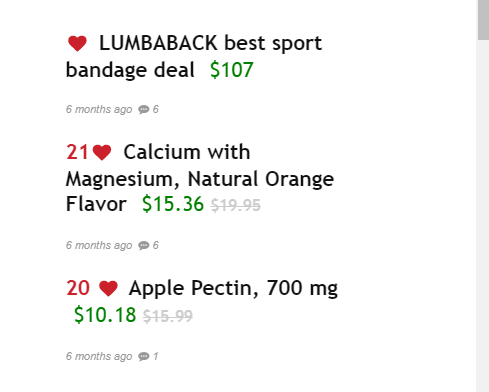 LUMBABACK best sport
bandage deal $107
6 months ago 6
21 Calcium with
Magnesium, Natural Orange
Flavor $15.36 $19.95
6 months ago 6
20 Apple Pectin, 700 mg
$10.18 $15.99
6 months ago 1